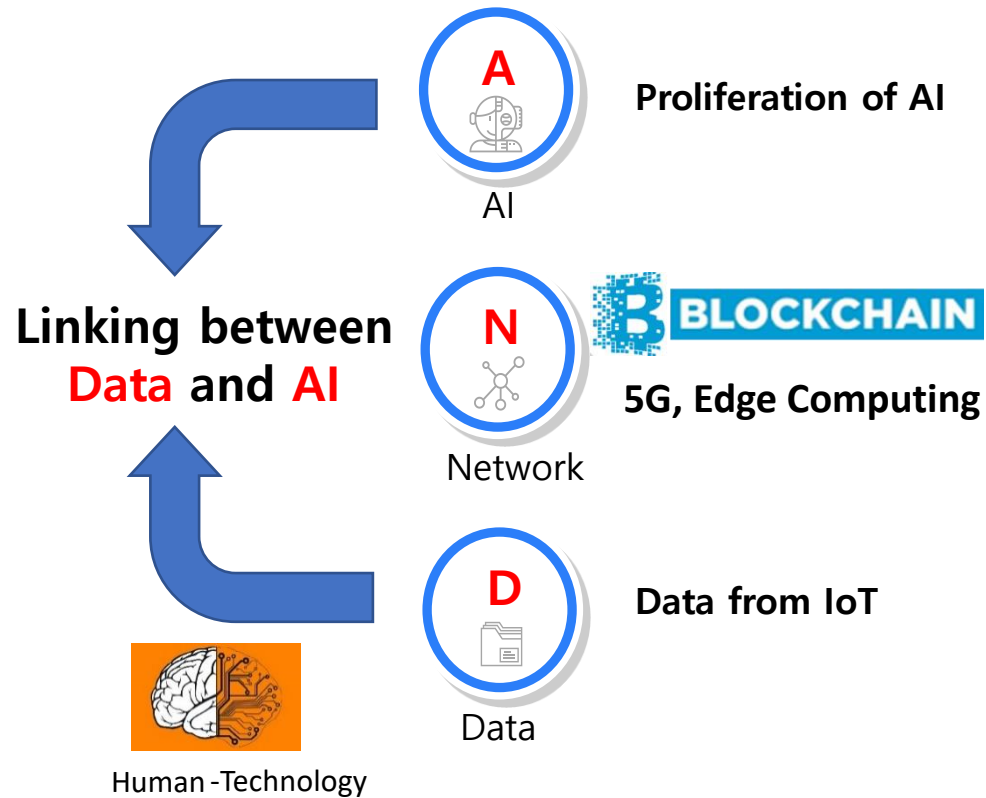 A
AI
Proliferation of AI
Linking between
Data and AI
N
Network
BLOCKCHAIN
5G, Edge Computing
D
Data
Data from IoT
Human-Technology